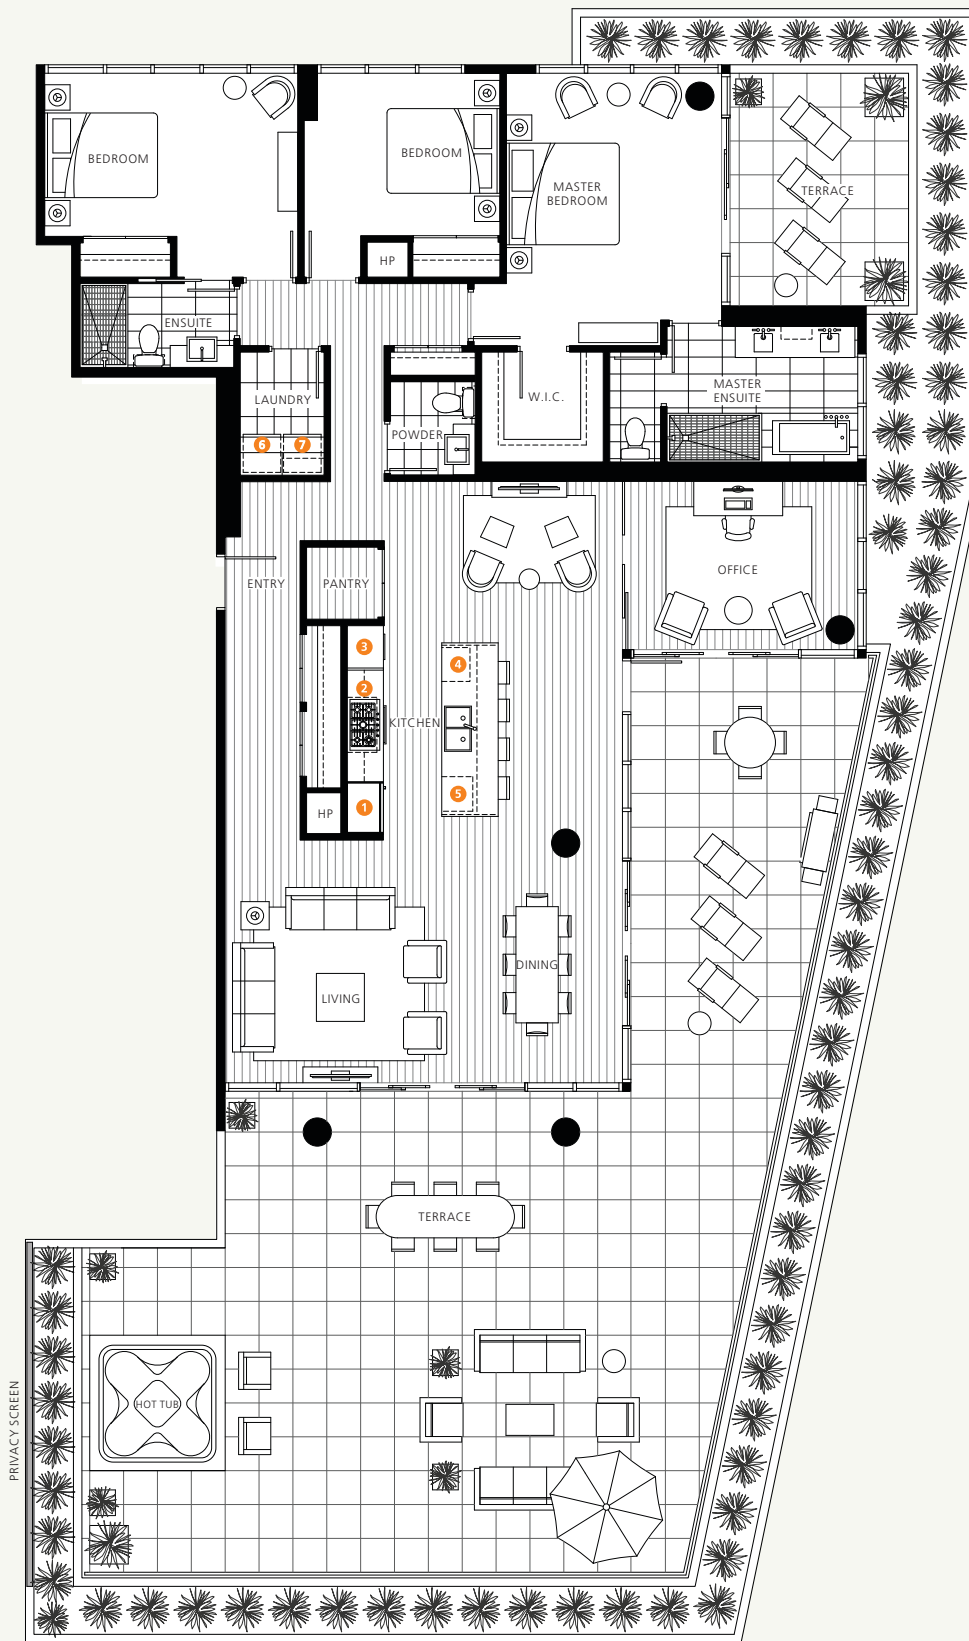 BEDROOM
BEDROOM
MASTER
BEDROOM
TERRACE
HP
ENSUITE
LAUNDRY
6
7
POWDER
W.I.C.
MASTER
ENSUITE
ENTRY
PANTRY
OFFICE
3
4
2
KITCHEN
5
1
HP
DINING
LIVING
TERRACE
HOT TUB
PRIVACY SCREEN